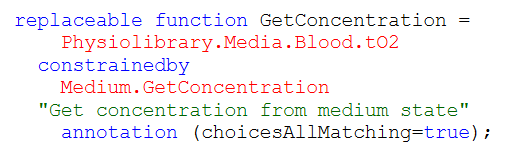 replaceable function GetConcentration =
Physiolibrary.Media.Blood.tO2
constrainedby
Medium.GetConcentration
"Get concentration from medium state"
annotation (choicesAllMatching=true);